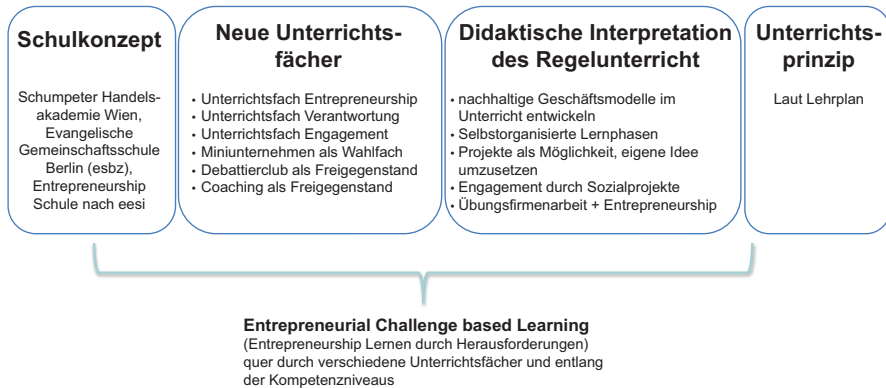 Schulkonzept
Schumpeter Handels-
akademie Wien,
Evangelische
Gemeinschaftsschule
Berlin (esbz),
Entrepreneurship
Schule nach eesi
Neue Unterrichts-
fächer
• Unterrichtsfach Entrepreneurship
• Unterrichtsfach Verantwortung
• Unterrichtsfach Engagement
• Miniunternehmen als Wahlfach
• Debattierclub als Freigegenstand
• Coaching als Freigegenstand
Didaktische Interpretation
des Regelunterricht
• nachhaltige Geschäftsmodelle im
Unterricht entwickeln
• Selbstorganisierte Lernphasen
• Projekte als Möglichkeit, eigene Idee
umzusetzen
• Engagement durch Sozialprojekte
• Übungsfirmenarbeit + Entrepreneurship
Unterrichts-
prinzip
Laut Lehrplan
Entrepreneurial Challenge based Learning
(Entrepreneurship Lernen durch Herausforderungen)
quer durch verschiedene Unterrichtsfächer und entlang
der Kompetenzniveaus